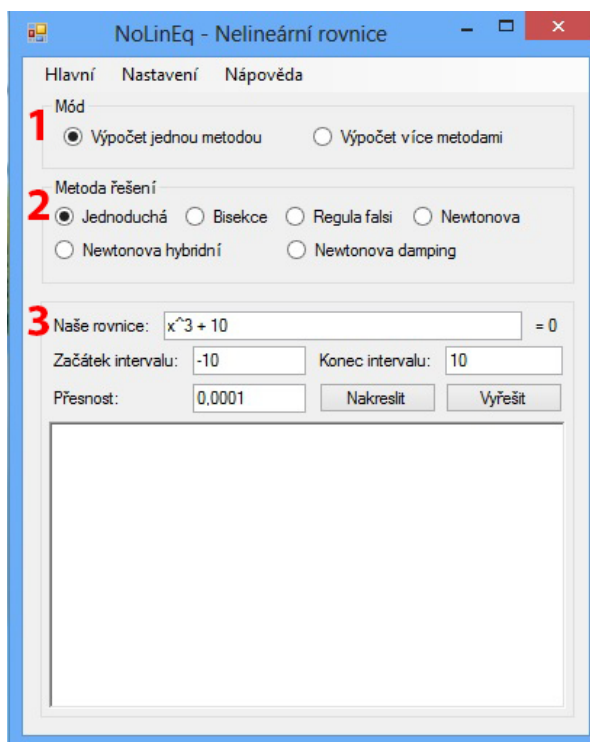 NoLinEq - Nelineární rovnice
Hlavní Nastavení Nápověda
Mód
1
Výpočet jednou metodou Výpočet více metodami
Metoda řešení
2
Jednoduchá Bisekce Regula falsi Newtonova
Newtonova hybridní Newtonova damping
3
Naše rovnice: x^3 + 10 = 0
Začátek intervalu: -10 Konec intervalu: 10
Přesnost: 0,0001 Nakreslit Vyřešit